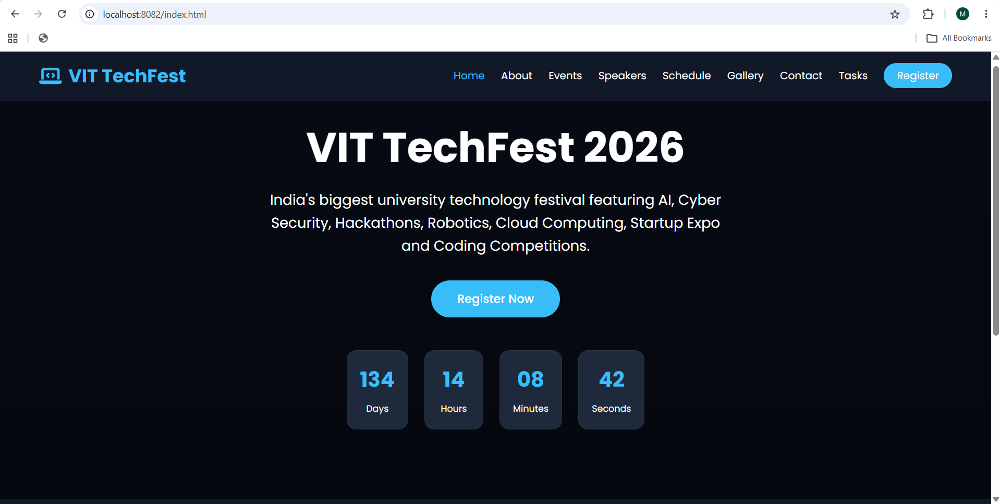 localhost:8082/index.html
M
All Bookmarks
VIT TechFest
Home About Events Speakers Schedule Gallery Contact Tasks Register
VIT TechFest 2026
India's biggest university technology festival featuring AI, Cyber
Security, Hackathons, Robotics, Cloud Computing, Startup Expo
and Coding Competitions.
Register Now
134 14 08 42
Days Hours Minutes Seconds